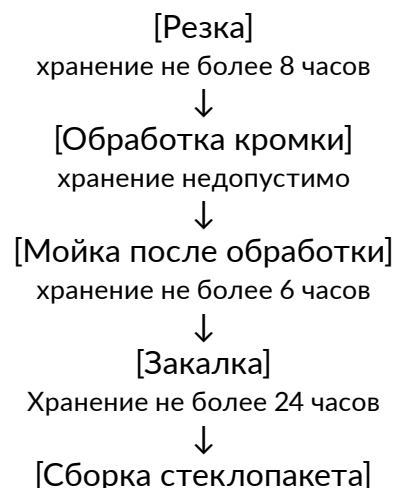 [Резка]
хранение не более 8 часов
↓
[Обработка кромки]
хранение недопустимо
↓
[Мойка после обработки]
хранение не более 6 часов
↓
[Закалка]
Хранение не более 24 часов
↓
[Сборка стеклопакета]